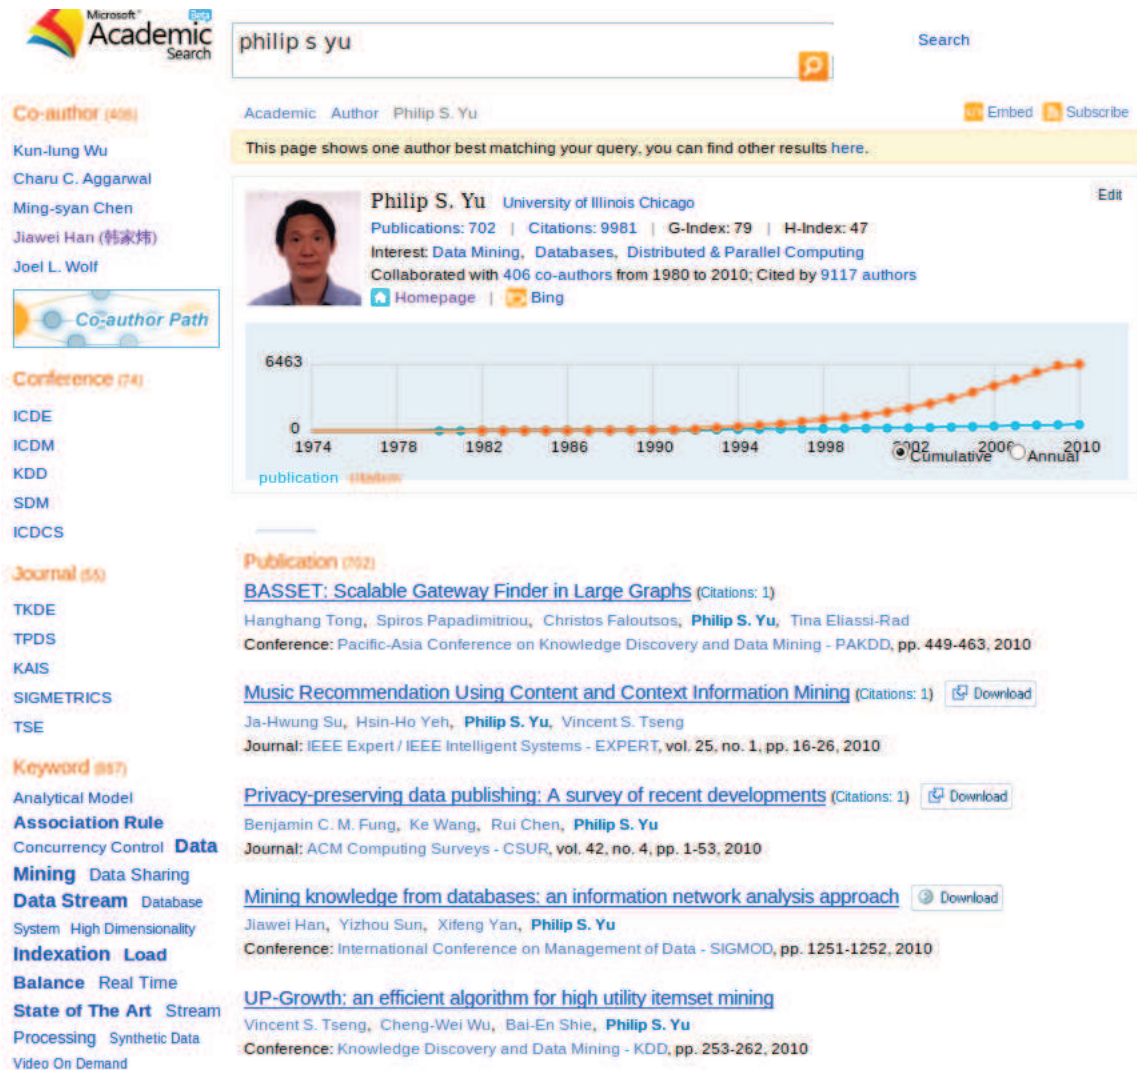 Microsoft® Beta
Academic
Search
philip s yu
Search
Co-author (406)
Kun-lung Wu
Charu C. Aggarwal
Ming-syan Chen
Jiawei Han (韩家炜)
Joel L. Wolf
Co-author Path
Conference (74)
ICDE
ICDM
KDD
SDM
ICDCS
Journal (55)
TKDE
TPDS
KAIS
SIGMETRICS
TSE
Keyword
Analytical Model
Association Rule
Concurrency Control Data
Mining Data Sharing
Data Stream Database
System High Dimensionality
Indexation Load
Balance Real Time
State of The Art Stream
Processing Synthetic Data
Video On Demand
Academic Author Philip S. Yu
Embed Subscribe
This page shows one author best matching your query, you can find other results here.
Philip S. Yu University of Illinois Chicago
Edit
Publications: 702 | Citations: 9981 | G-Index: 79 | H-Index: 47
Interest: Data Mining, Databases, Distributed & Parallel Computing
Collaborated with 406 co-authors from 1980 to 2010; Cited by 9117 authors
Homepage | Bing
6463
0
1974 1978 1982 1986 1990 1994 1998 2002 2006 2010
Cumulative Annual
publication citation
Publication (702)
BASSET: Scalable Gateway Finder in Large Graphs (Citations: 1)
Hanghang Tong, Spiros Papadimitriou, Christos Faloutsos, Philip S. Yu, Tina Eliassi-Rad
Conference: Pacific-Asia Conference on Knowledge Discovery and Data Mining - PAKDD, pp. 449-463, 2010
Music Recommendation Using Content and Context Information Mining (Citations: 1) Download
Ja-Hwung Su, Hsin-Ho Yeh, Philip S. Yu, Vincent S. Tseng
Journal: IEEE Expert / IEEE Intelligent Systems - EXPERT, vol. 25, no. 1, pp. 16-26, 2010
Privacy-preserving data publishing: A survey of recent developments (Citations: 1) Download
Benjamin C. M. Fung, Ke Wang, Rui Chen, Philip S. Yu
Journal: ACM Computing Surveys - CSUR, vol. 42, no. 4, pp. 1-53, 2010
Mining knowledge from databases: an information network analysis approach Download
Jiawei Han, Yizhou Sun, Xifeng Yan, Philip S. Yu
Conference: International Conference on Management of Data - SIGMOD, pp. 1251-1252, 2010
UP-Growth: an efficient algorithm for high utility itemset mining
Vincent S. Tseng, Cheng-Wei Wu, Bai-En Shie, Philip S. Yu
Conference: Knowledge Discovery and Data Mining - KDD, pp. 253-262, 2010